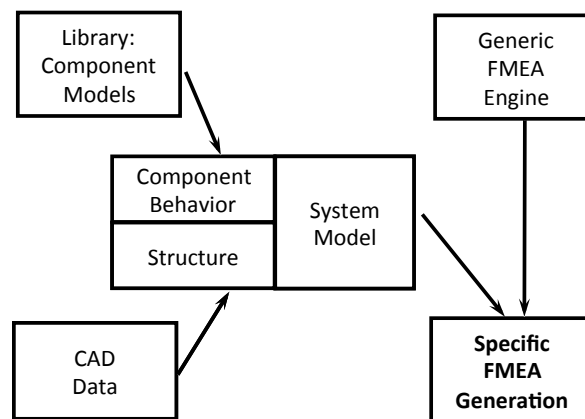 Library:
Component
Models
Generic
FMEA
Engine
Component
Behavior
Structure
System
Model
CAD
Data
Specific
FMEA
Generation